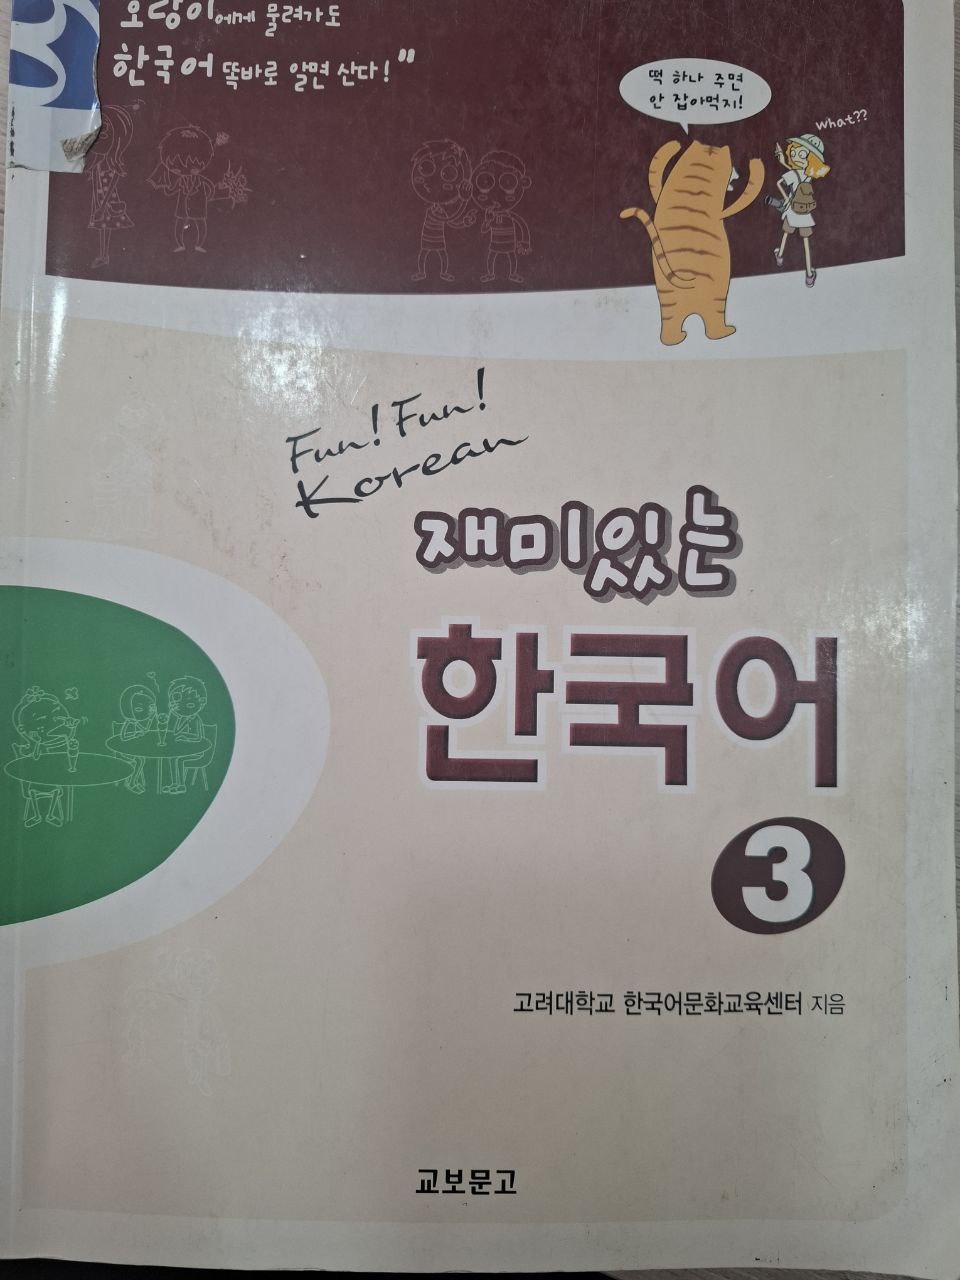 호랑이에게 물려가도
한국어 똑바로 알면 산다!"
떡 하나 주면
안 잡아먹지!
what??
Fun! Fun!
Korean
재미있는
한국어
3
고려대학교 한국어문화교육센터 지음
교보문고